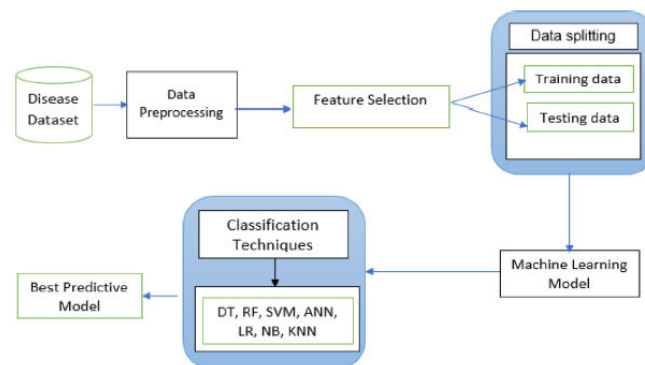 Disease
Dataset
Data
Preprocessing
Feature Selection
Data splitting
Training data
Testing data
Machine Learning
Model
Classification
Techniques
DT, RF, SVM, ANN,
LR, NB, KNN
Best Predictive
Model